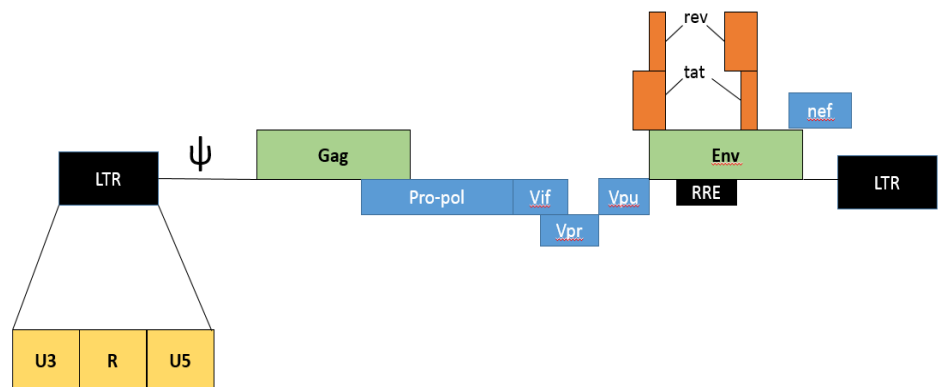 rev
tat
nef
ψ
Gag
Env
LTR
LTR
Pro-pol
Vif
Vpu
RRE
Vpr
U3 R U5